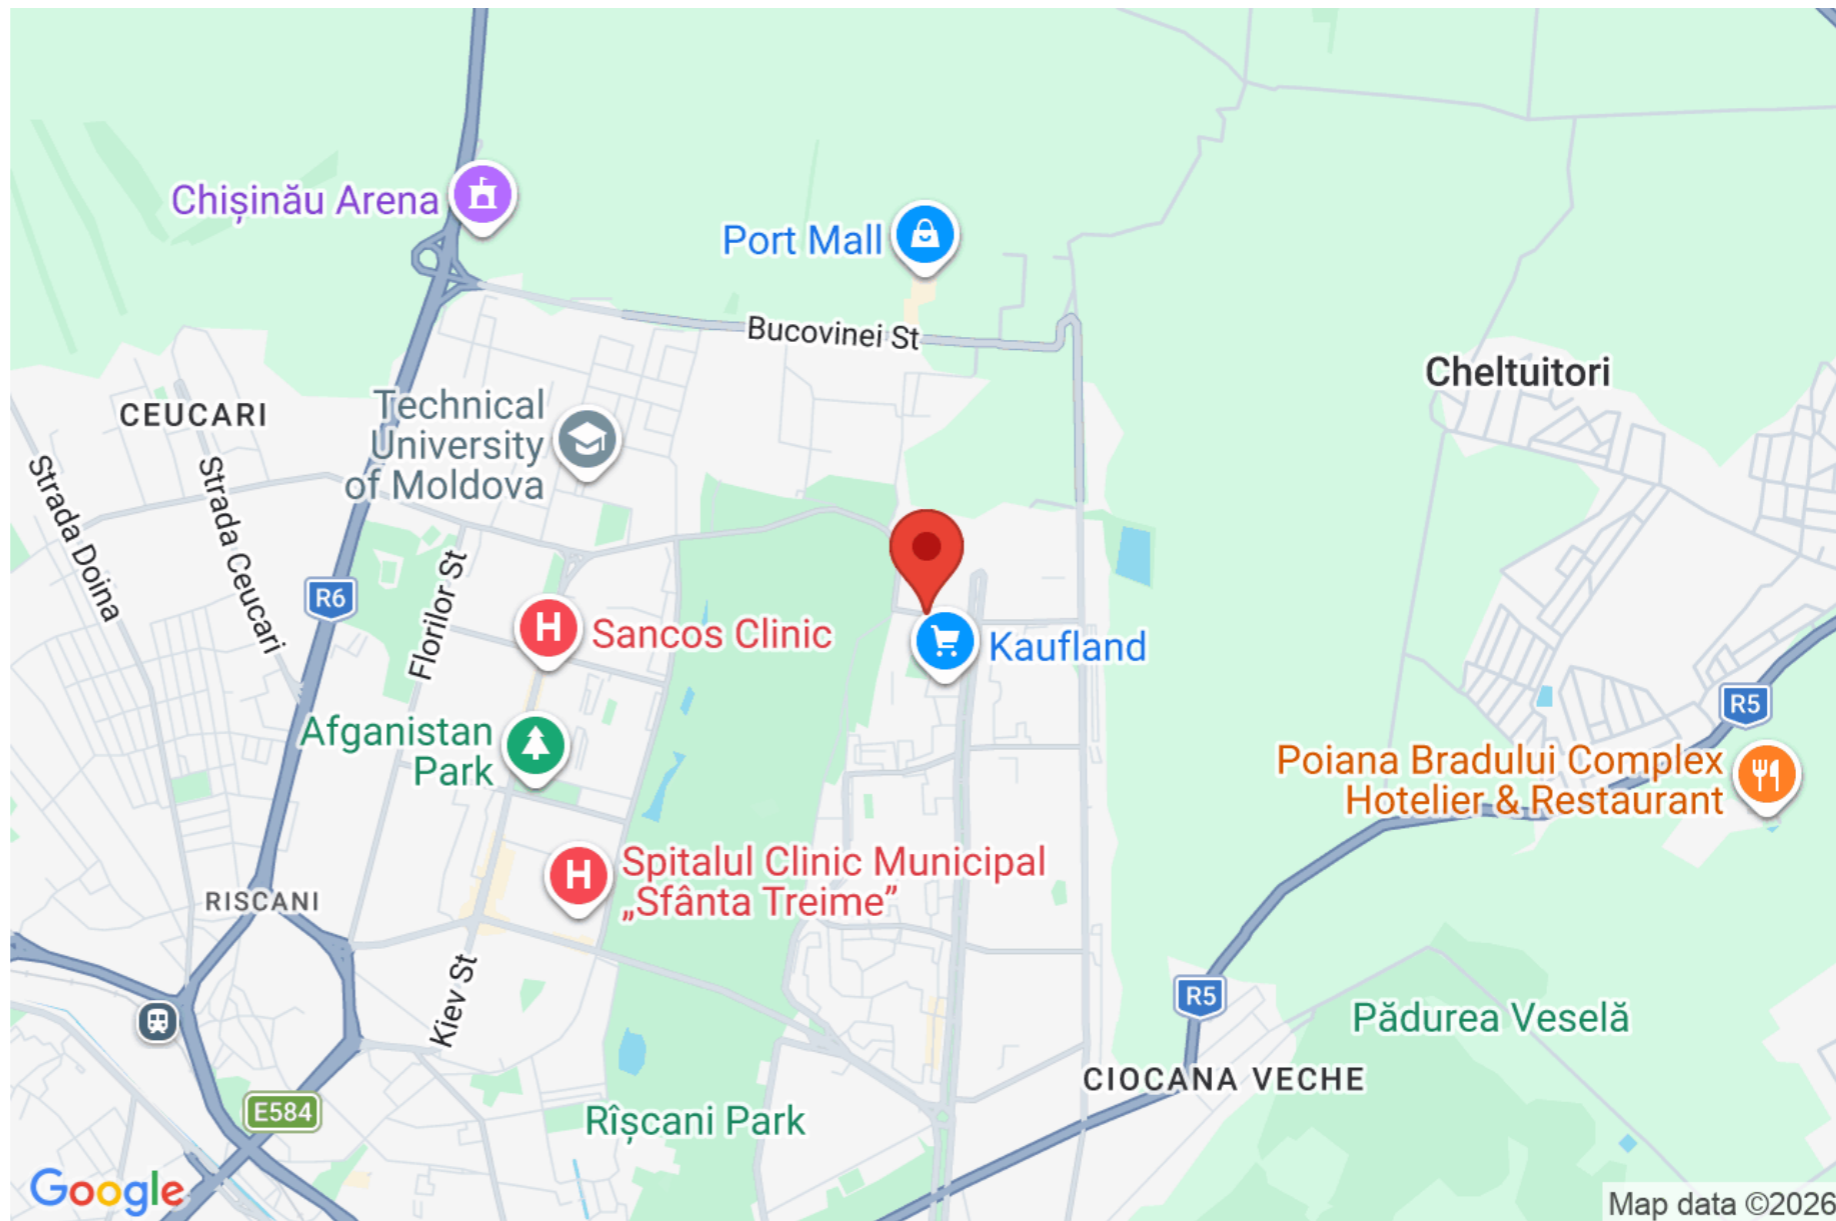 Chișinău Arena
Port Mall
Bucovinei St
Cheltuitori
CEUCARI
Technical
University
of Moldova
Strada Doina
Strada Ceucari
Florilor St
R6
Sancos Clinic
Kaufland
R5
Afganistan
Park
Poiana Bradului Complex
Hotelier & Restaurant
H
H
Spitalul Clinic Municipal
„Sfânta Treime”
RISCANI
Kiev St
R5
Pădurea Veselă
CIOCANA VECHE
E584
Rîșcani Park
Google
Map data ©2026